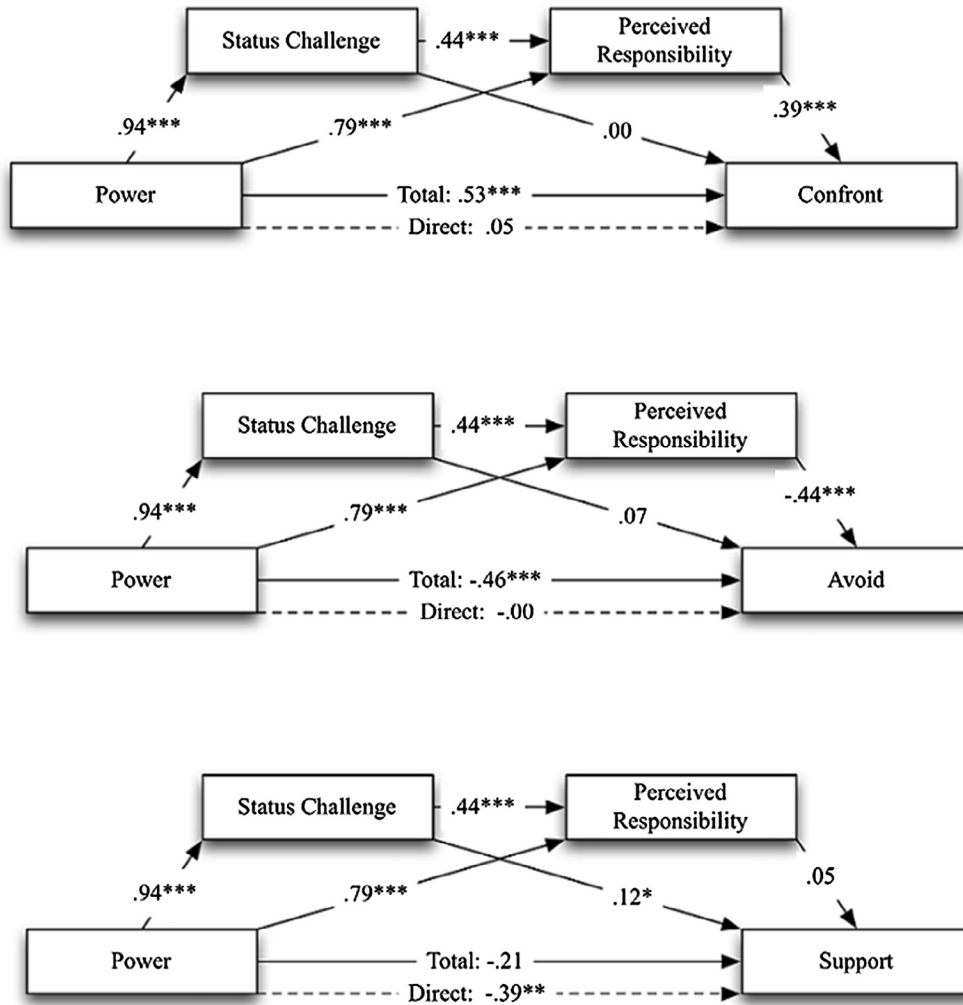 Status Challenge
.44***
Perceived
Responsibility
.94***
.79***
.00
.39***
Power
Total: .53***
Confront
Direct: .05
Status Challenge
.44***
Perceived
Responsibility
.94***
.79***
.07
-.44***
Power
Total: -.46***
Avoid
Direct: -.00
Status Challenge
.44***
Perceived
Responsibility
.94***
.79***
.12*
.05
Power
Total: -.21
Support
Direct: -.39**